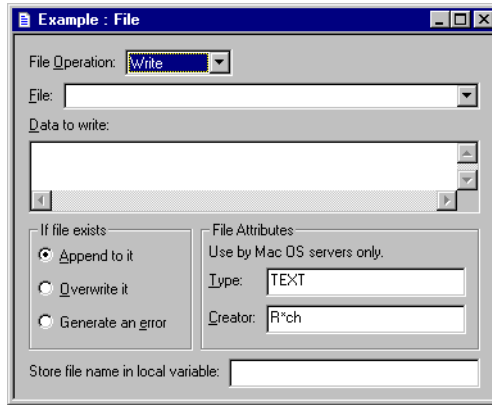 Example : File
File Operation: Write
File:
Data to write:
If file exists
Append to it
Overwrite it
Generate an error
File Attributes
Use by Mac OS servers only.
Type: TEXT
Creator: R*ch
Store file name in local variable: